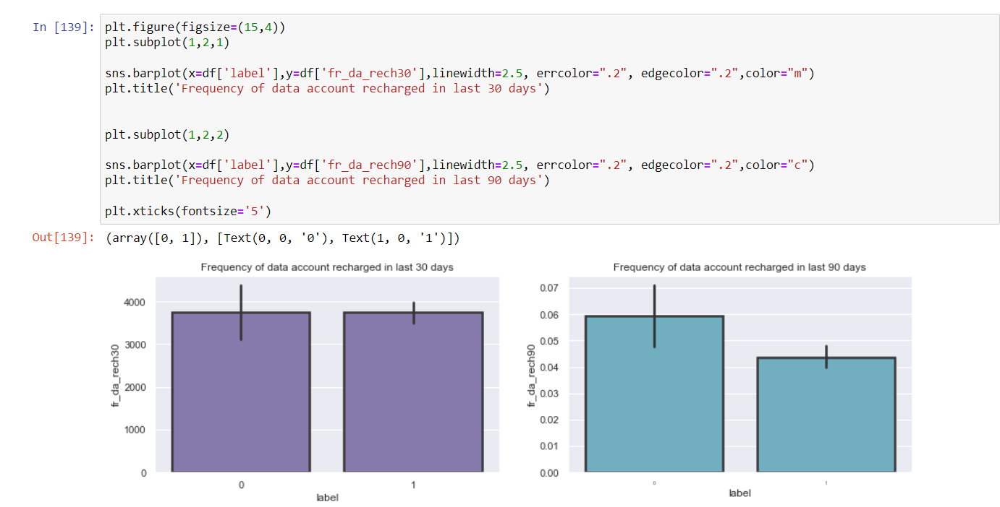 In [139]: plt.figure(figsize=(15,4))
plt.subplot(1,2,1)
sns.barplot(x=df['label'],y=df['fr_da_rech30'],linewidth=2.5, errcolor=".2", edgecolor=".2",color="m")
plt.title('Frequency of data account recharged in last 30 days')
plt.subplot(1,2,2)
sns.barplot(x=df['label'],y=df['fr_da_rech90'],linewidth=2.5, errcolor=".2", edgecolor=".2",color="c")
plt.title('Frequency of data account recharged in last 90 days')
plt.xticks(fontsize='5')
Out[139]: (array([0, 1]), [Text(0, 0, '0'), Text(1, 0, '1')])
Frequency of data account recharged in last 30 days
4000
3000
2000
1000
0
fr_da_rech30
0 1
label
Frequency of data account recharged in last 90 days
0.07
0.06
0.05
0.04
0.03
0.02
0.01
0.00
fr_da_rech90
0 1
label